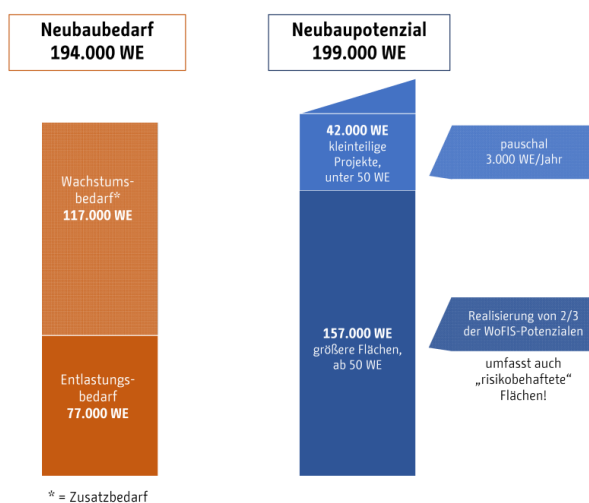 Neubaubedarf
194.000 WE
Neubaupotenzial
199.000 WE
Wachstums-
bedarf*
117.000 WE
Entlastungs-
bedarf
77.000 WE
* = Zusatzbedarf
42.000 WE
kleinteilige
Projekte,
unter 50 WE
157.000 WE
größere Flächen,
ab 50 WE
pauschal
3.000 WE/Jahr
Realisierung von 2/3
der WoFIS-Potenzialen
umfasst auch
„risikobehaftete“
Flächen!